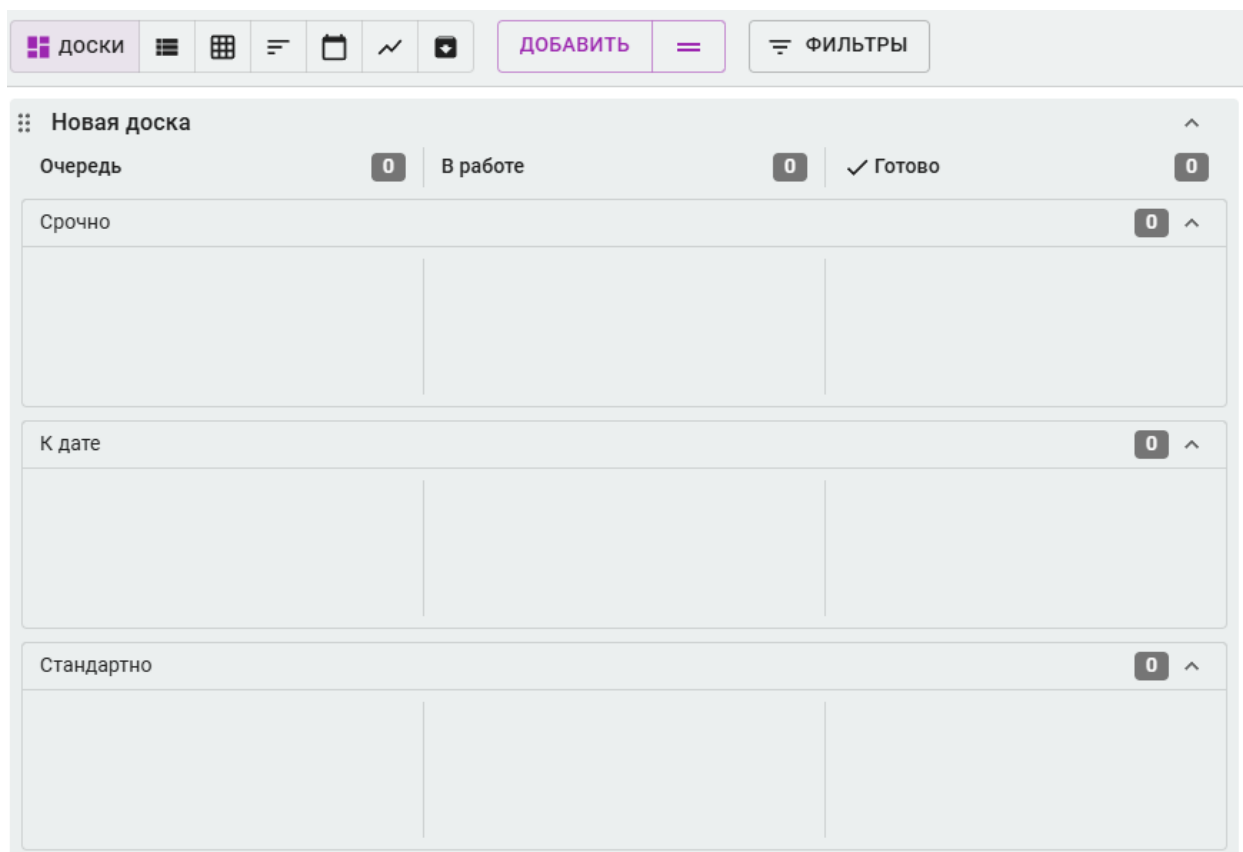 ДОСКИ ДОБАВИТЬ ФИЛЬТРЫ
Новая доска
Очередь 0 В работе 0 Готово 0
Срочно 0
К дате 0
Стандартно 0